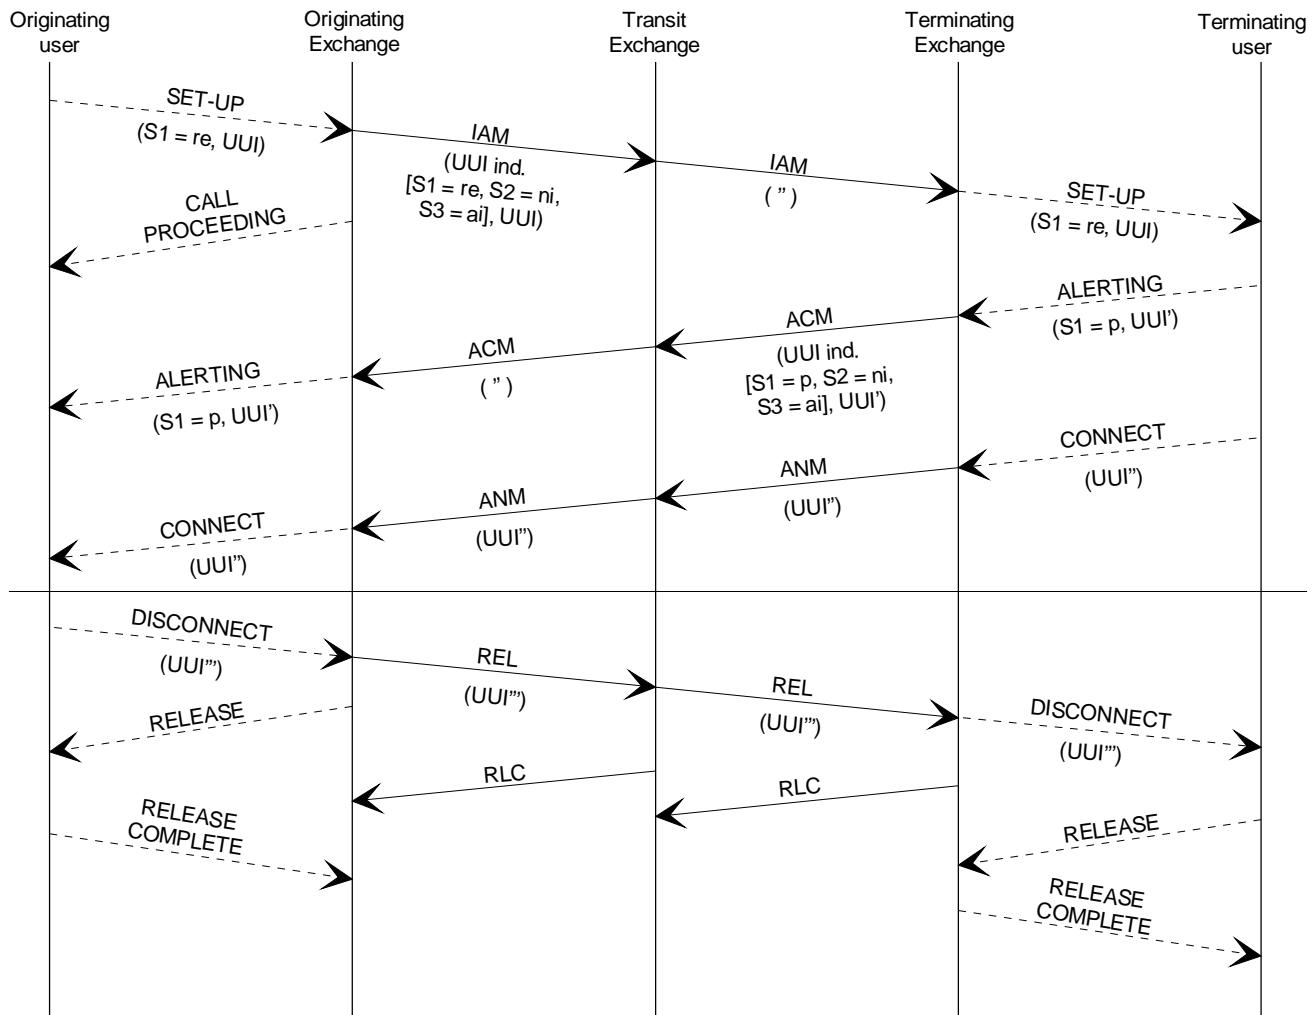 Originating
user
Originating
Exchange
Transit
Exchange
Terminating
Exchange
Terminating
user
SET-UP
(S1 = re, UUI)
IAM
(UUI ind.
[S1 = re, S2 = ni,
S3 = ai], UUI)
IAM
( ” )
SET-UP
(S1 = re, UUI)
CALL
PROCEEDING
ALERTING
(S1 = p, UUI’)
ACM
(UUI ind.
[S1 = p, S2 = ni,
S3 = ai], UUI’)
ACM
( ” )
ALERTING
(S1 = p, UUI’)
CONNECT
(UUI”)
ANM
(UUI”)
ANM
(UUI”)
CONNECT
(UUI”)
DISCONNECT
(UUI”’)
REL
(UUI”’)
REL
(UUI”’)
DISCONNECT
(UUI”’)
RELEASE
RLC
RLC
RELEASE
COMPLETE
RELEASE
RELEASE
COMPLETE